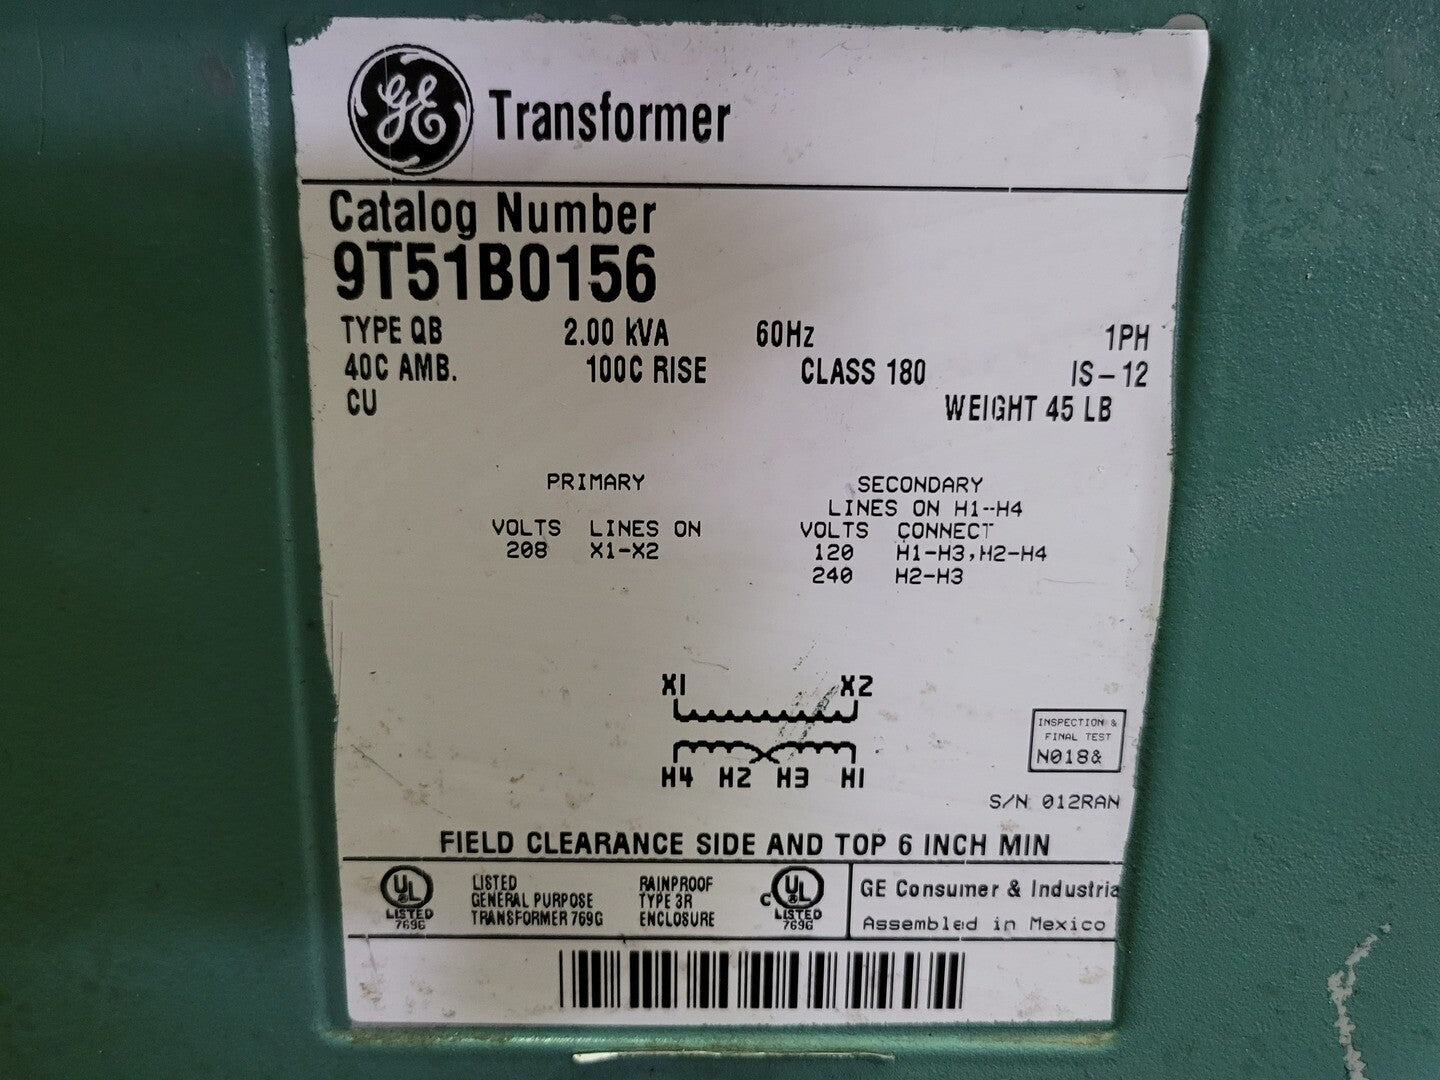 GE Transformer
Catalog Number
9T51B0156
TYPE QB 2.00 KVA 60Hz 1PH
40C AMB. 100C RISE CLASS 180 IS-12
CU WEIGHT 45 LB
PRIMARY SECONDARY
LINES ON H1-H4
VOLTS LINES ON VOLTS CONNECT
208 X1-X2 120 H1-H3,H2-H4
240 H2-H3
X1 X2
H4 H2 H3 H1
INSPECTION &
FINAL TEST
N018&
S/N 012RAN
FIELD CLEARANCE SIDE AND TOP 6 INCH MIN
UL LISTED 769G
LISTED
GENERAL PURPOSE
TRANSFORMER 769G
RAINPROOF
TYPE 3R
ENCLOSURE
C UL LISTED 769G
GE Consumer & Industria
Assembled in Mexico